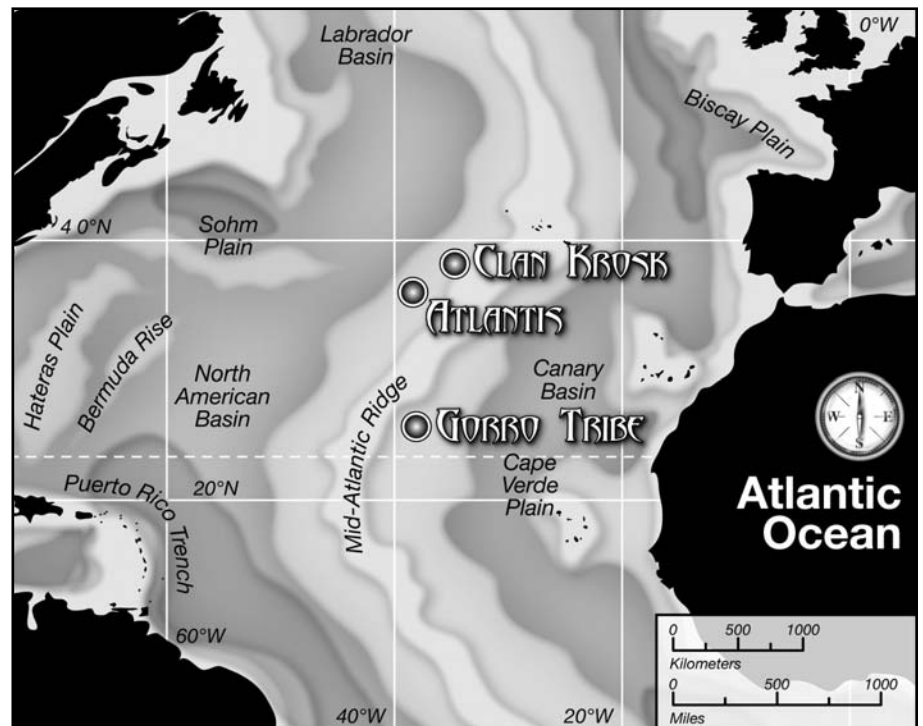 Labrador
Basin
0°W
Biscay Plain
4 0°N
Sohm
Plain
CLAN KROSK
ATLANTIS
Hateras Plain
Bermuda Rise
North
American
Basin
Mid-Atlantic Ridge
Canary
Basin
GORRO TRIBE
N
W
E
S
Puerto Rico Trench
20°N
Cape
Verde
Plain
Atlantic
Ocean
60°W
40°W
20°W
0 500 1000
Kilometers
0 500 1000
Miles